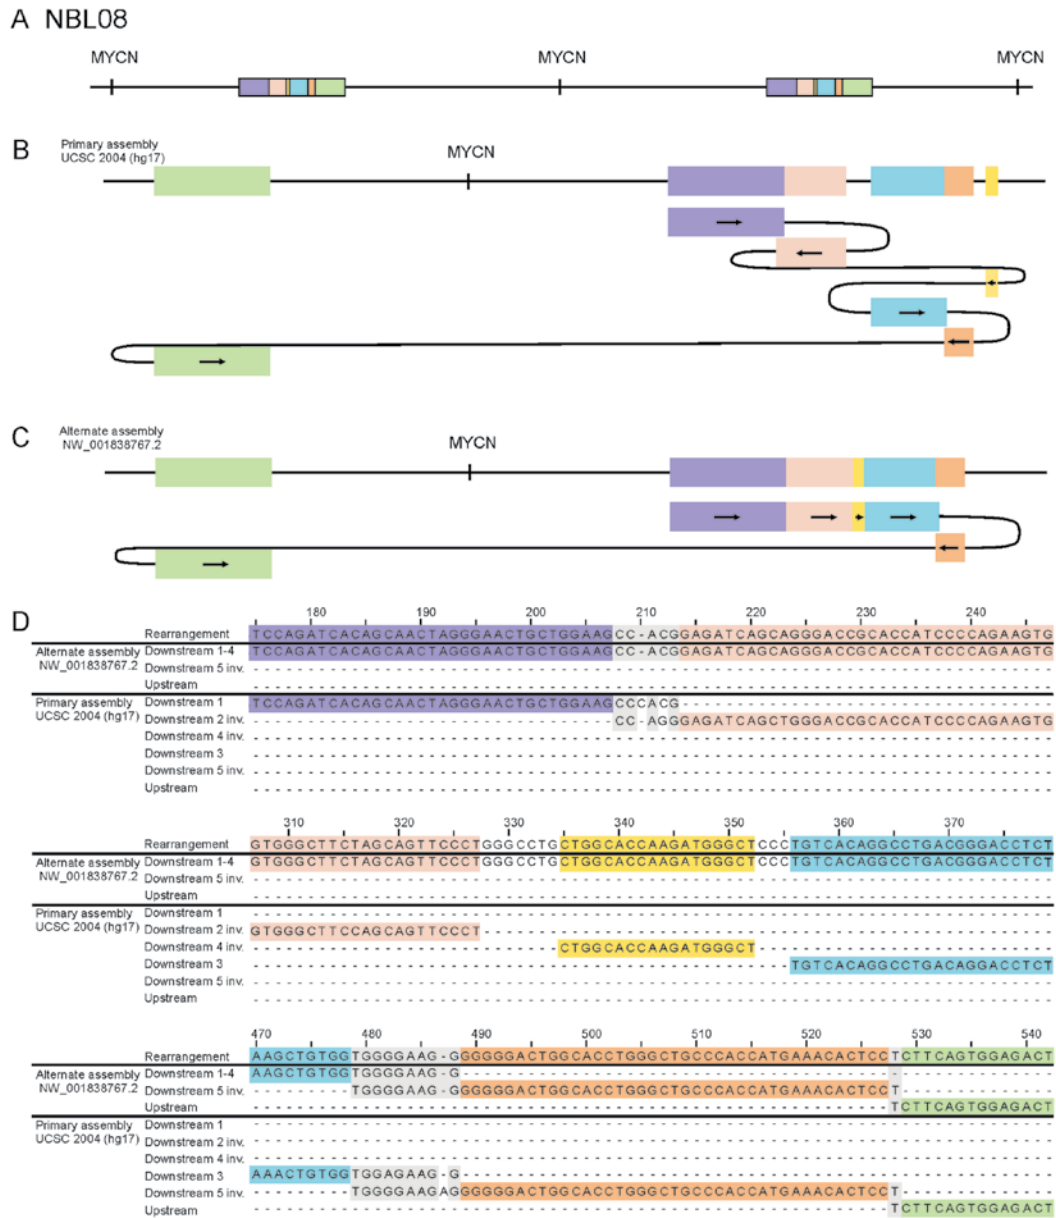 A NBL08
MYCN MYCN MYCN
B Primary assembly
UCSC 2004 (hg17)
MYCN
C Alternate assembly
NW_001838767.2
MYCN
D
180 190 200 210 220 230 240
Rearrangement TCCAGATCACAGCAACTAGGGAACTGCTGGAAGCC-ACGGAGATCAGCAGGGACCGCACCATCCCCAGAAGTG
Alternate assembly Downstream 1-4 TCCAGATCACAGCAACTAGGGAACTGCTGGAAGCC-ACGGAGATCAGCAGGGACCGCACCATCCCCAGAAGTG
NW_001838767.2 Downstream 5 inv.
Upstream
Primary assembly Downstream 1 TCCAGATCACAGCAACTAGGGAACTGCTGGAAGCCCACG
UCSC 2004 (hg17) Downstream 2 inv. CC-AGGGAGATCAGCTGGGACCGCACCATCCCCAGAAGTG
Downstream 4 inv.
Downstream 3
Downstream 5 inv.
Upstream
310 320 330 340 350 360 370
Rearrangement GTGGGCTTCTAGCAGTTCCCTGGGCCTGCTGGCACCAAGATGGGCTCCCTGTCACAGGCCTGACGGGACCTCT
Alternate assembly Downstream 1-4 GTGGGCTTCTAGCAGTTCCCTGGGCCTGCTGGCACCAAGATGGGCTCCCTGTCACAGGCCTGACGGGACCTCT
NW_001838767.2 Downstream 5 inv.
Upstream
Primary assembly Downstream 1
UCSC 2004 (hg17) Downstream 2 inv. GTGGGCTTCCAGCAGTTCCCT
Downstream 4 inv. CTGGCACCAAGATGGGCT
Downstream 3 TGTCACAGGCCTGACAGGACCTCT
Downstream 5 inv.
Upstream
470 480 490 500 510 520 530 540
Rearrangement AAGCTGTGGTGGGGAAG-GGGGGGACTGGCACCTGGGCTGCCCACCATGAAACACTCCTCTTCAGTGGAGACT
Alternate assembly Downstream 1-4 AAGCTGTGGTGGGGAAG-G
NW_001838767.2 Downstream 5 inv. TGGGGAAG-GGGGGGACTGGCACCTGGGCTGCCCACCATGAAACACTCCT
Upstream TCTTCAGTGGAGACT
Primary assembly Downstream 1
UCSC 2004 (hg17) Downstream 2 inv.
Downstream 4 inv.
Downstream 3 AAACTGTGGTGGAGAAG G
Downstream 5 inv. TGGGGAAGAGGGGGGACTGGCACCTGGGCTGCCCACCATGAAACACTCCT
Upstream TCTTCAGTGGAGACT